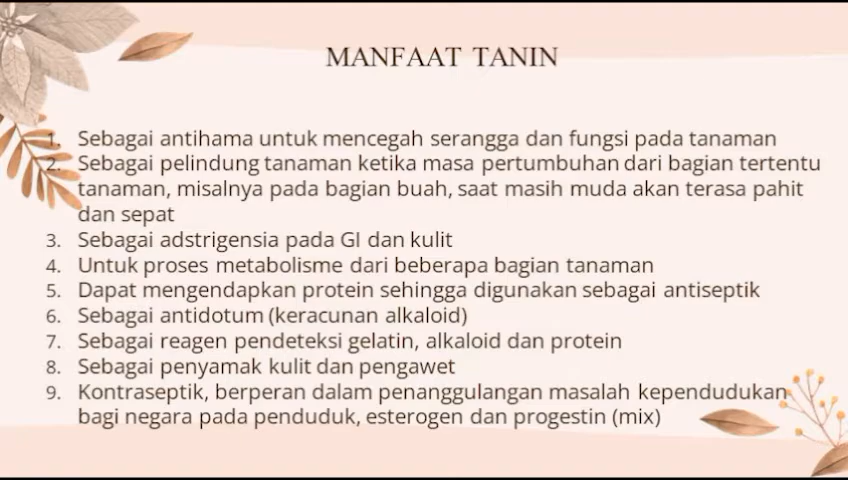 MANFAAT TANIN
1. Sebagai antihama untuk mencegah serangga dan fungsi pada tanaman
2. Sebagai pelindung tanaman ketika masa pertumbuhan dari bagian tertentu
tanaman, misalnya pada bagian buah, saat masih muda akan terasa pahit
dan sepat
3. Sebagai adstrigensia pada GI dan kulit
4. Untuk proses metabolisme dari beberapa bagian tanaman
5. Dapat mengendapkan protein sehingga digunakan sebagai antiseptik
6. Sebagai antidotum (keracunan alkaloid)
7. Sebagai reagen pendeteksi gelatin, alkaloid dan protein
8. Sebagai penyamak kulit dan pengawet
9. Kontraseptik, berperan dalam penanggulangan masalah kependudukan
bagi negara pada penduduk, esterogen dan progestin (mix)